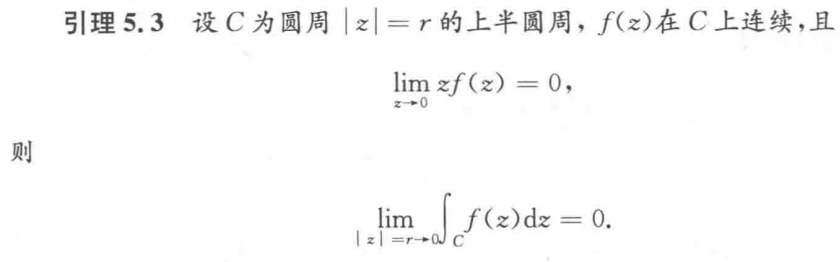 引理 5.3 设 C 为圆周 |z| = r 的上半圆周, f(z)在 C 上连续,且
lim_{z→0} zf(z) = 0,
则
lim_{|z|=r→0} ∫_C f(z)dz = 0.